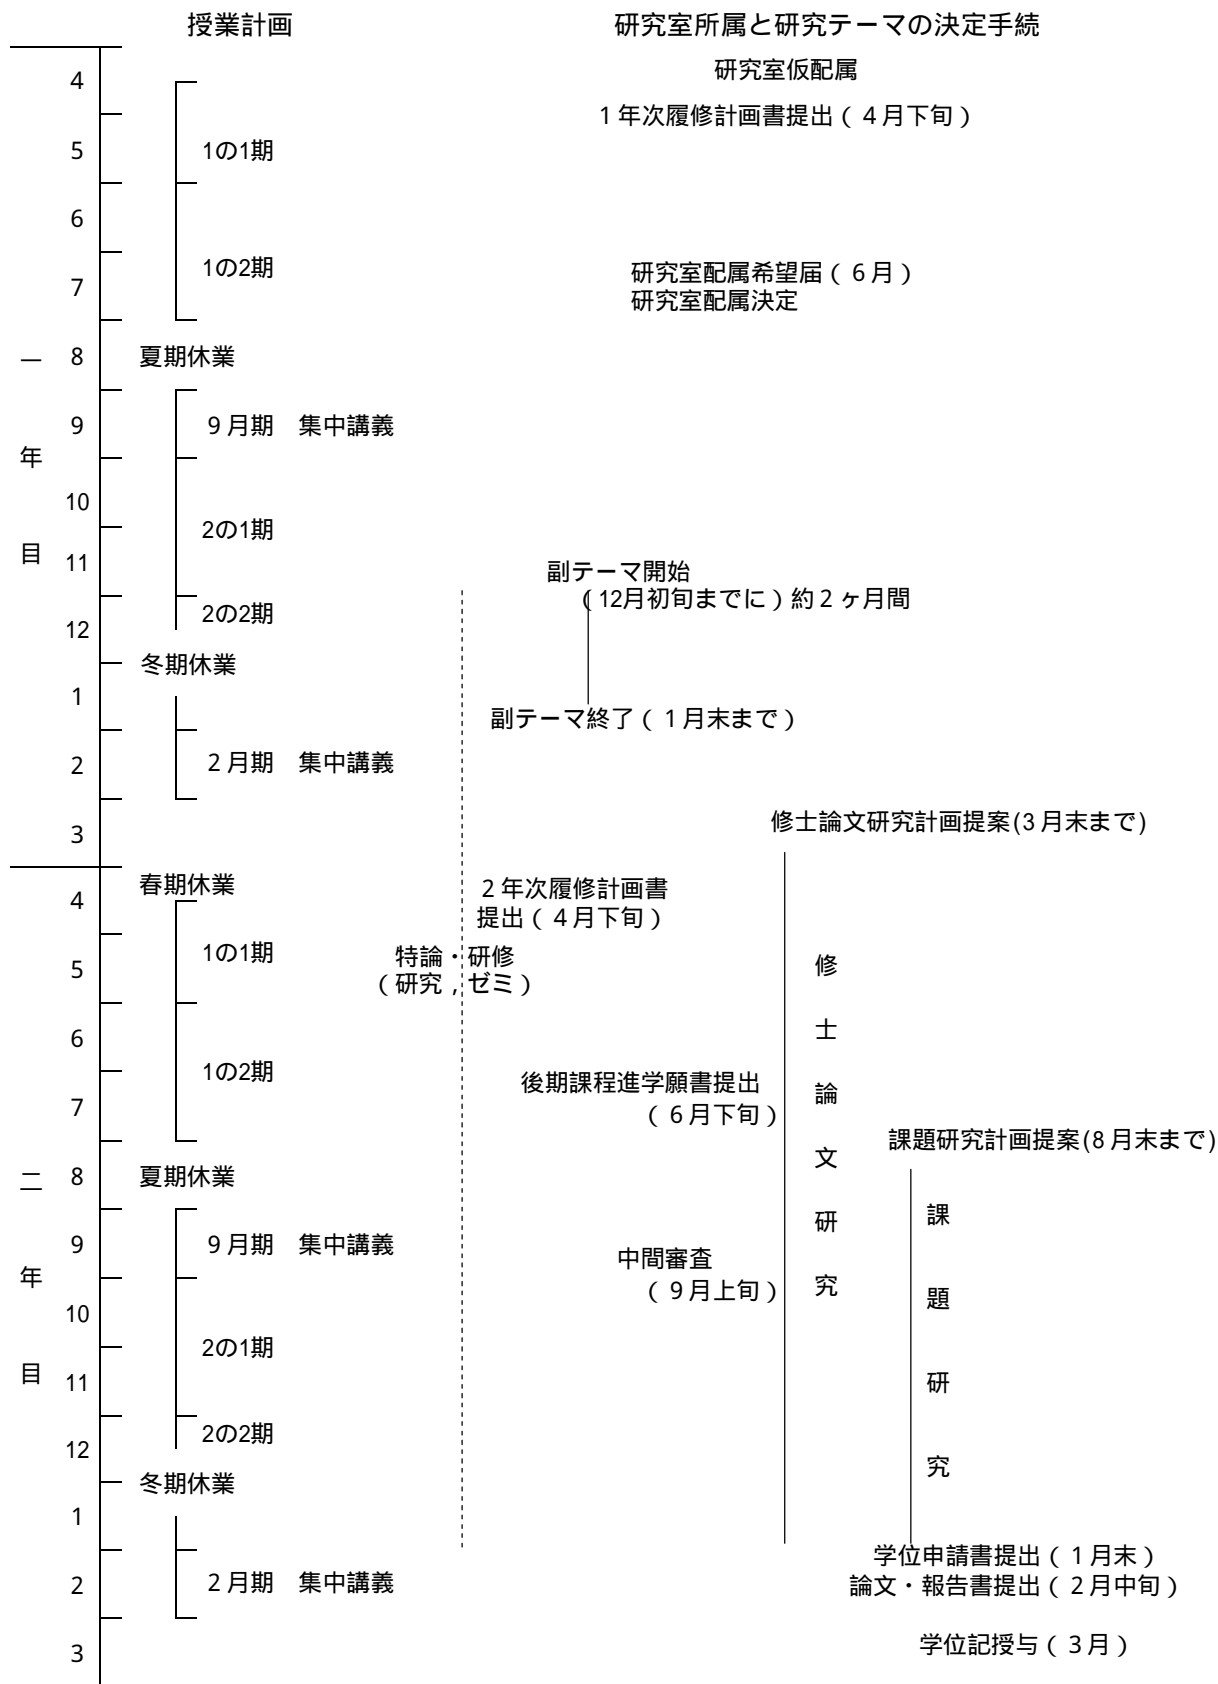 授業計画
研究室所属と研究テーマの決定手続
研究室仮配属
4
1年次履修計画書提出（4月下旬）
5
1の1期
6
1の2期
7
研究室配属希望届（6月）
研究室配属決定
一年目
8
夏期休業
9
9月期　集中講義
10
2の1期
11
副テーマ開始
（12月初旬までに）約2ヶ月間
2の2期
12
冬期休業
1
副テーマ終了（1月末まで）
2
2月期　集中講義
3
修士論文研究計画提案(3月末まで)
春期休業
4
2年次履修計画書
提出（4月下旬）
1の1期
5
特論・研修
（研究，ゼミ）
修士論文研究
6
1の2期
後期課程進学願書提出
（6月下旬）
7
課題研究計画提案(8月末まで)
二年目
8
夏期休業
課題研究
9
9月期　集中講義
中間審査
（9月上旬）
10
2の1期
11
2の2期
12
冬期休業
1
学位申請書提出（1月末）
2
2月期　集中講義
論文・報告書提出（2月中旬）
3
学位記授与（3月）